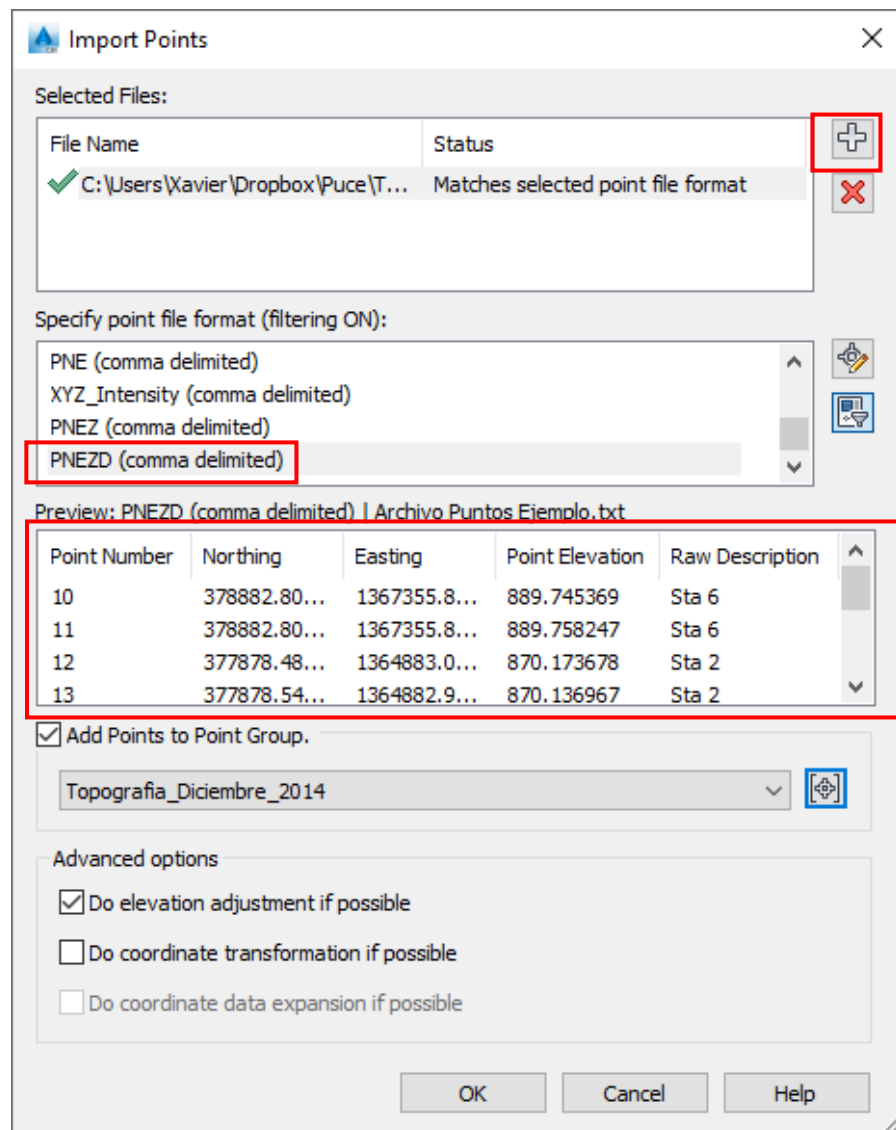 Import Points
Selected Files:
File Name Status
C:\Users\Xavier\Dropbox\Puce\T... Matches selected point file format
Specify point file format (filtering ON):
PNE (comma delimited)
XYZ_Intensity (comma delimited)
PNEZ (comma delimited)
PNEZD (comma delimited)
Preview: PNEZD (comma delimited) | Archivo Puntos Ejemplo.txt
Point Number Northing Easting Point Elevation Raw Description
10 378882.80... 1367355.8... 889.745369 Sta 6
11 378882.80... 1367355.8... 889.758247 Sta 6
12 377878.48... 1364883.0... 870.173678 Sta 2
13 377878.54... 1364882.9... 870.136967 Sta 2
Add Points to Point Group.
Topografia_Diciembre_2014
Advanced options
Do elevation adjustment if possible
Do coordinate transformation if possible
Do coordinate data expansion if possible
OK Cancel Help